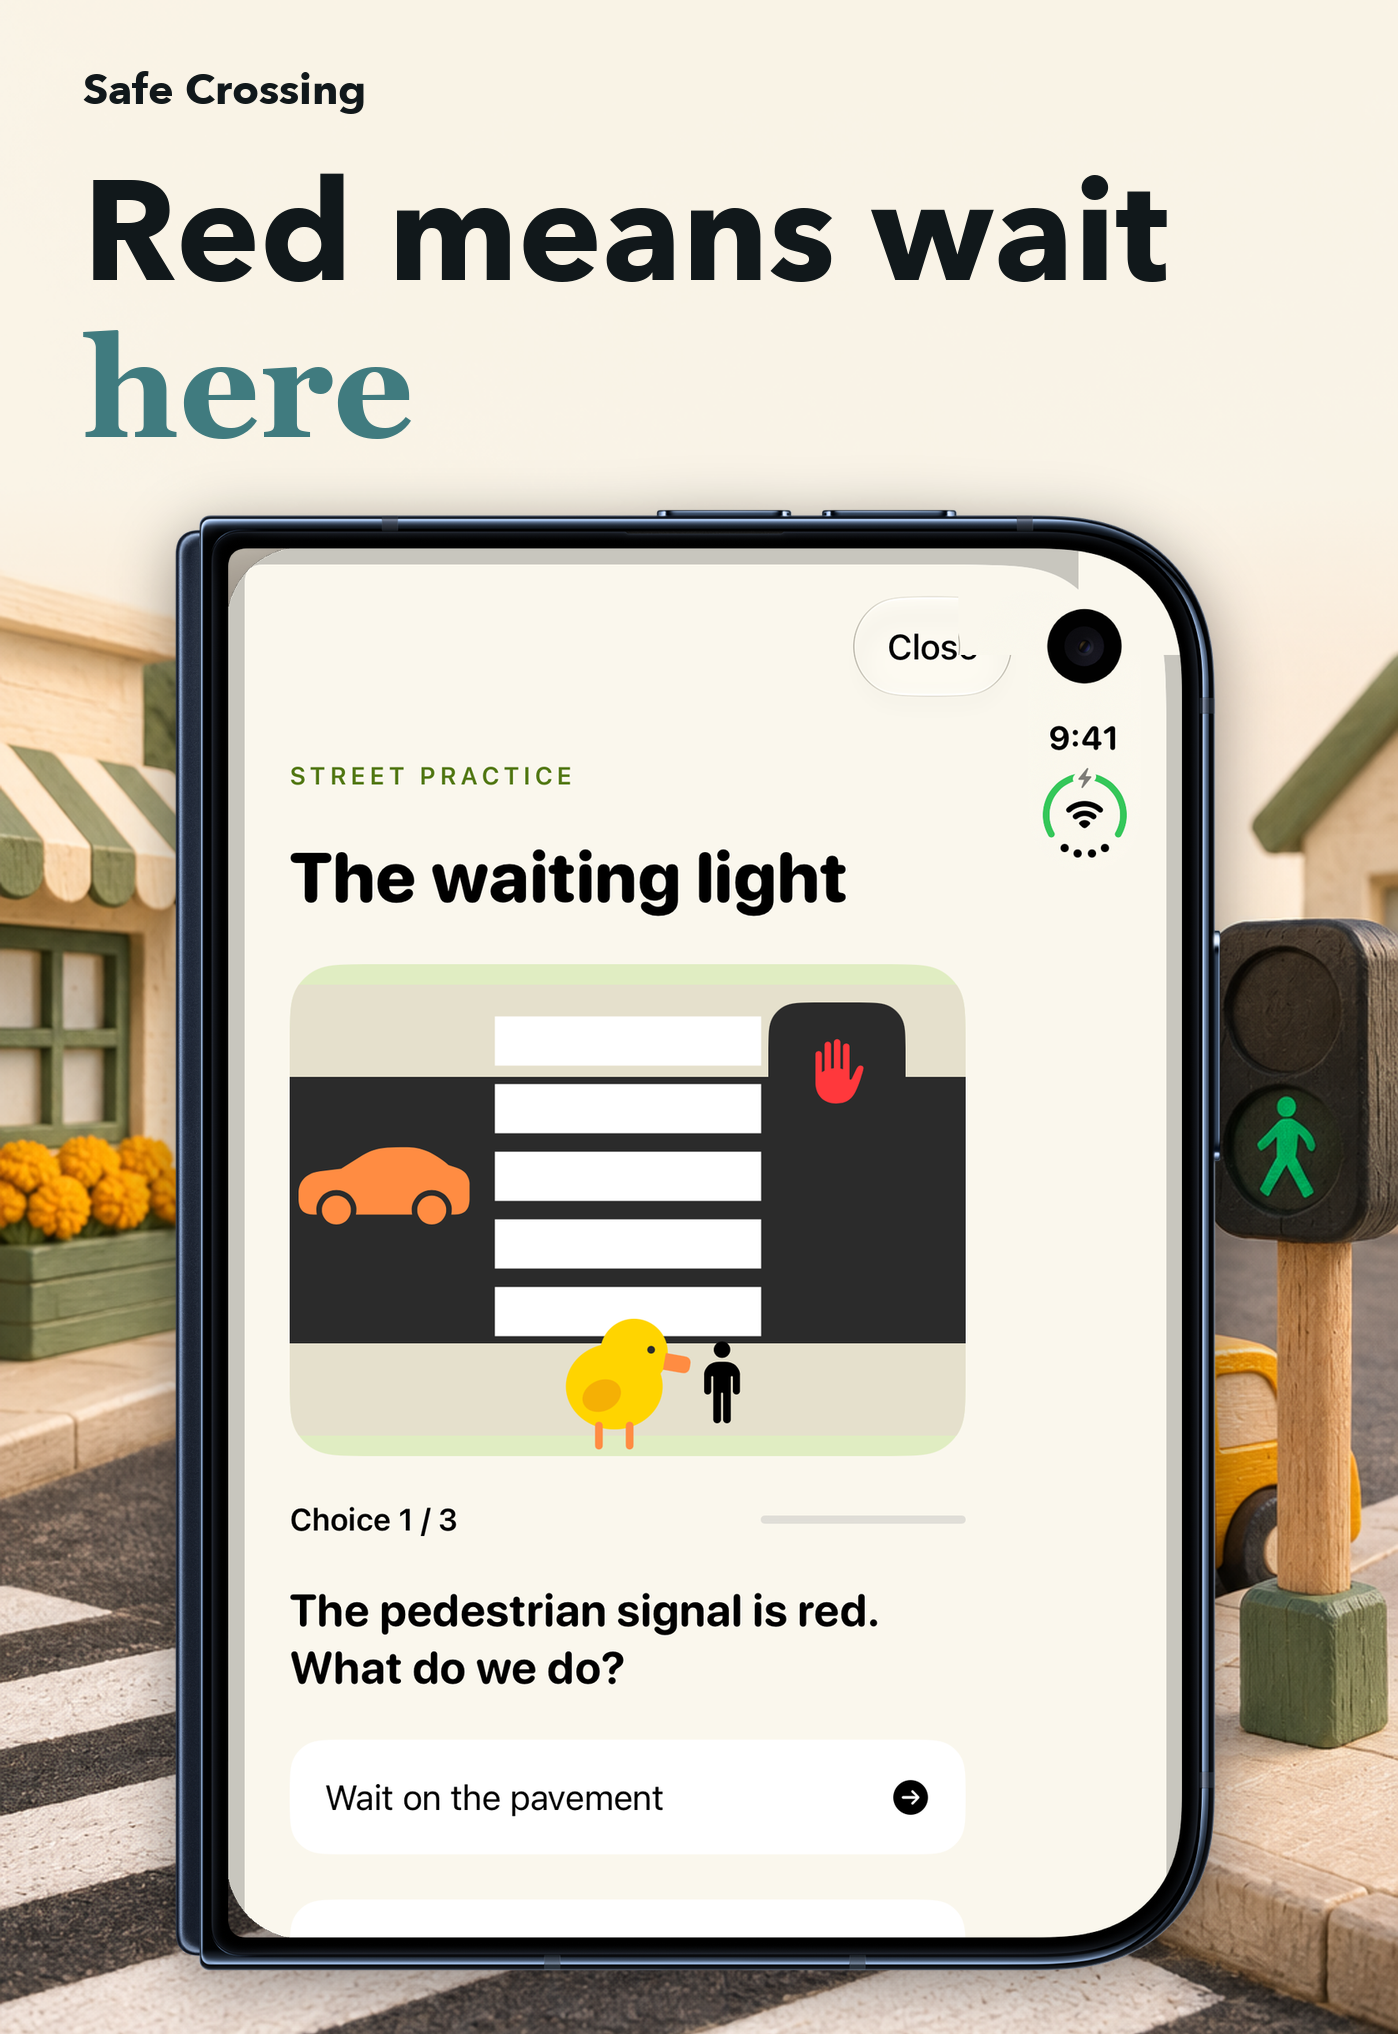 Safe Crossing
Red means wait
here
Close
9:41
STREET PRACTICE
The waiting light
Choice 1 / 3
The pedestrian signal is red.
What do we do?
Wait on the pavement